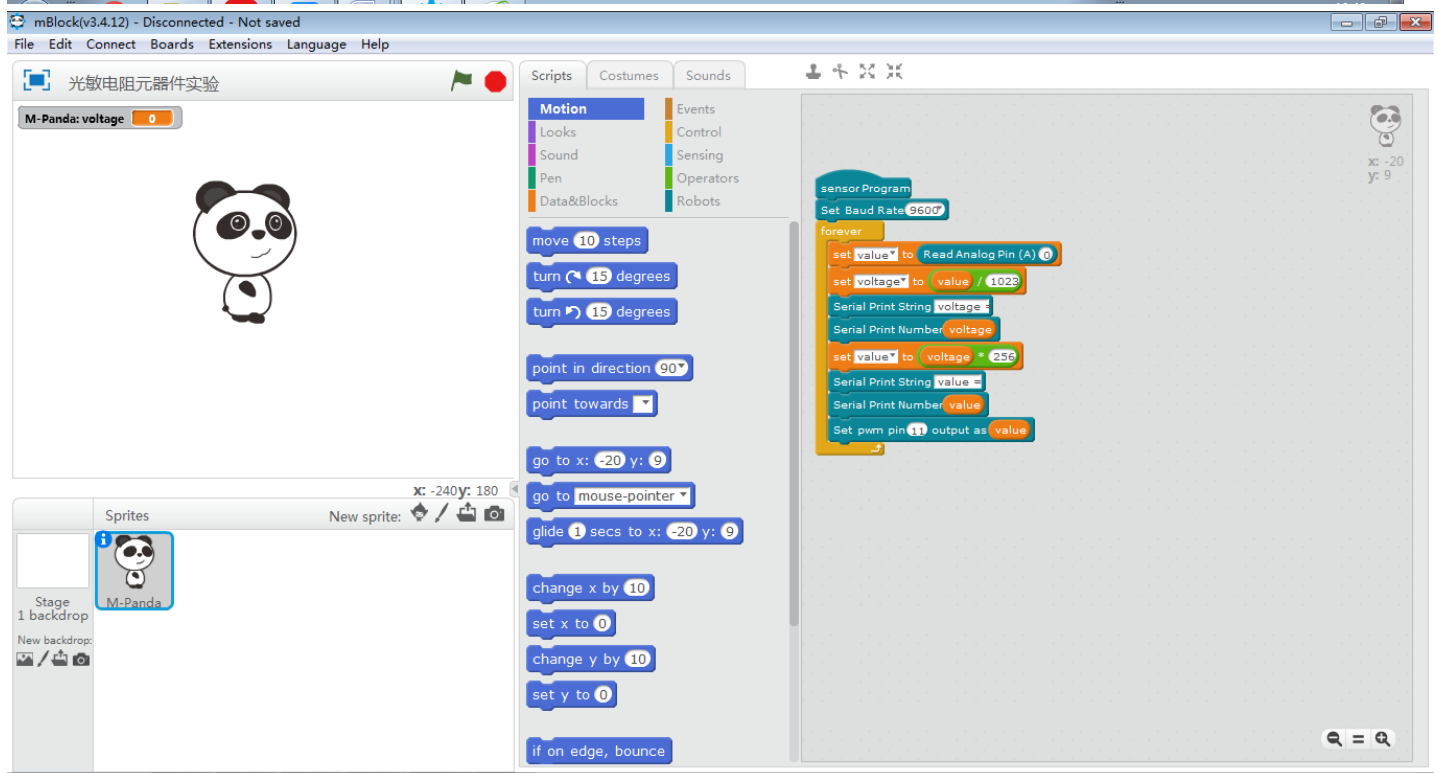 mBlock(v3.4.12) - Disconnected - Not saved
File Edit Connect Boards Extensions Language Help
光敏电阻元器件实验
M-Panda: voltage 0
x: -240 y: 180
Sprites New sprite:
M-Panda
Stage
1 backdrop
New backdrop:
Scripts Costumes Sounds
Motion Events
Looks Control
Sound Sensing
Pen Operators
Data&Blocks Robots
move 10 steps
turn 15 degrees
turn 15 degrees
point in direction 90
point towards
go to x: -20 y: 9
go to mouse-pointer
glide 1 secs to x: -20 y: 9
change x by 10
set x to 0
change y by 10
set y to 0
if on edge, bounce
x: -20
y: 9
sensor Program
Set Baud Rate 9600
forever
set value to Read Analog Pin (A) 0
set voltage to value / 1023
Serial Print String voltage =
Serial Print Number voltage
set value to voltage * 256
Serial Print String value =
Serial Print Number value
Set pwm pin 11 output as value